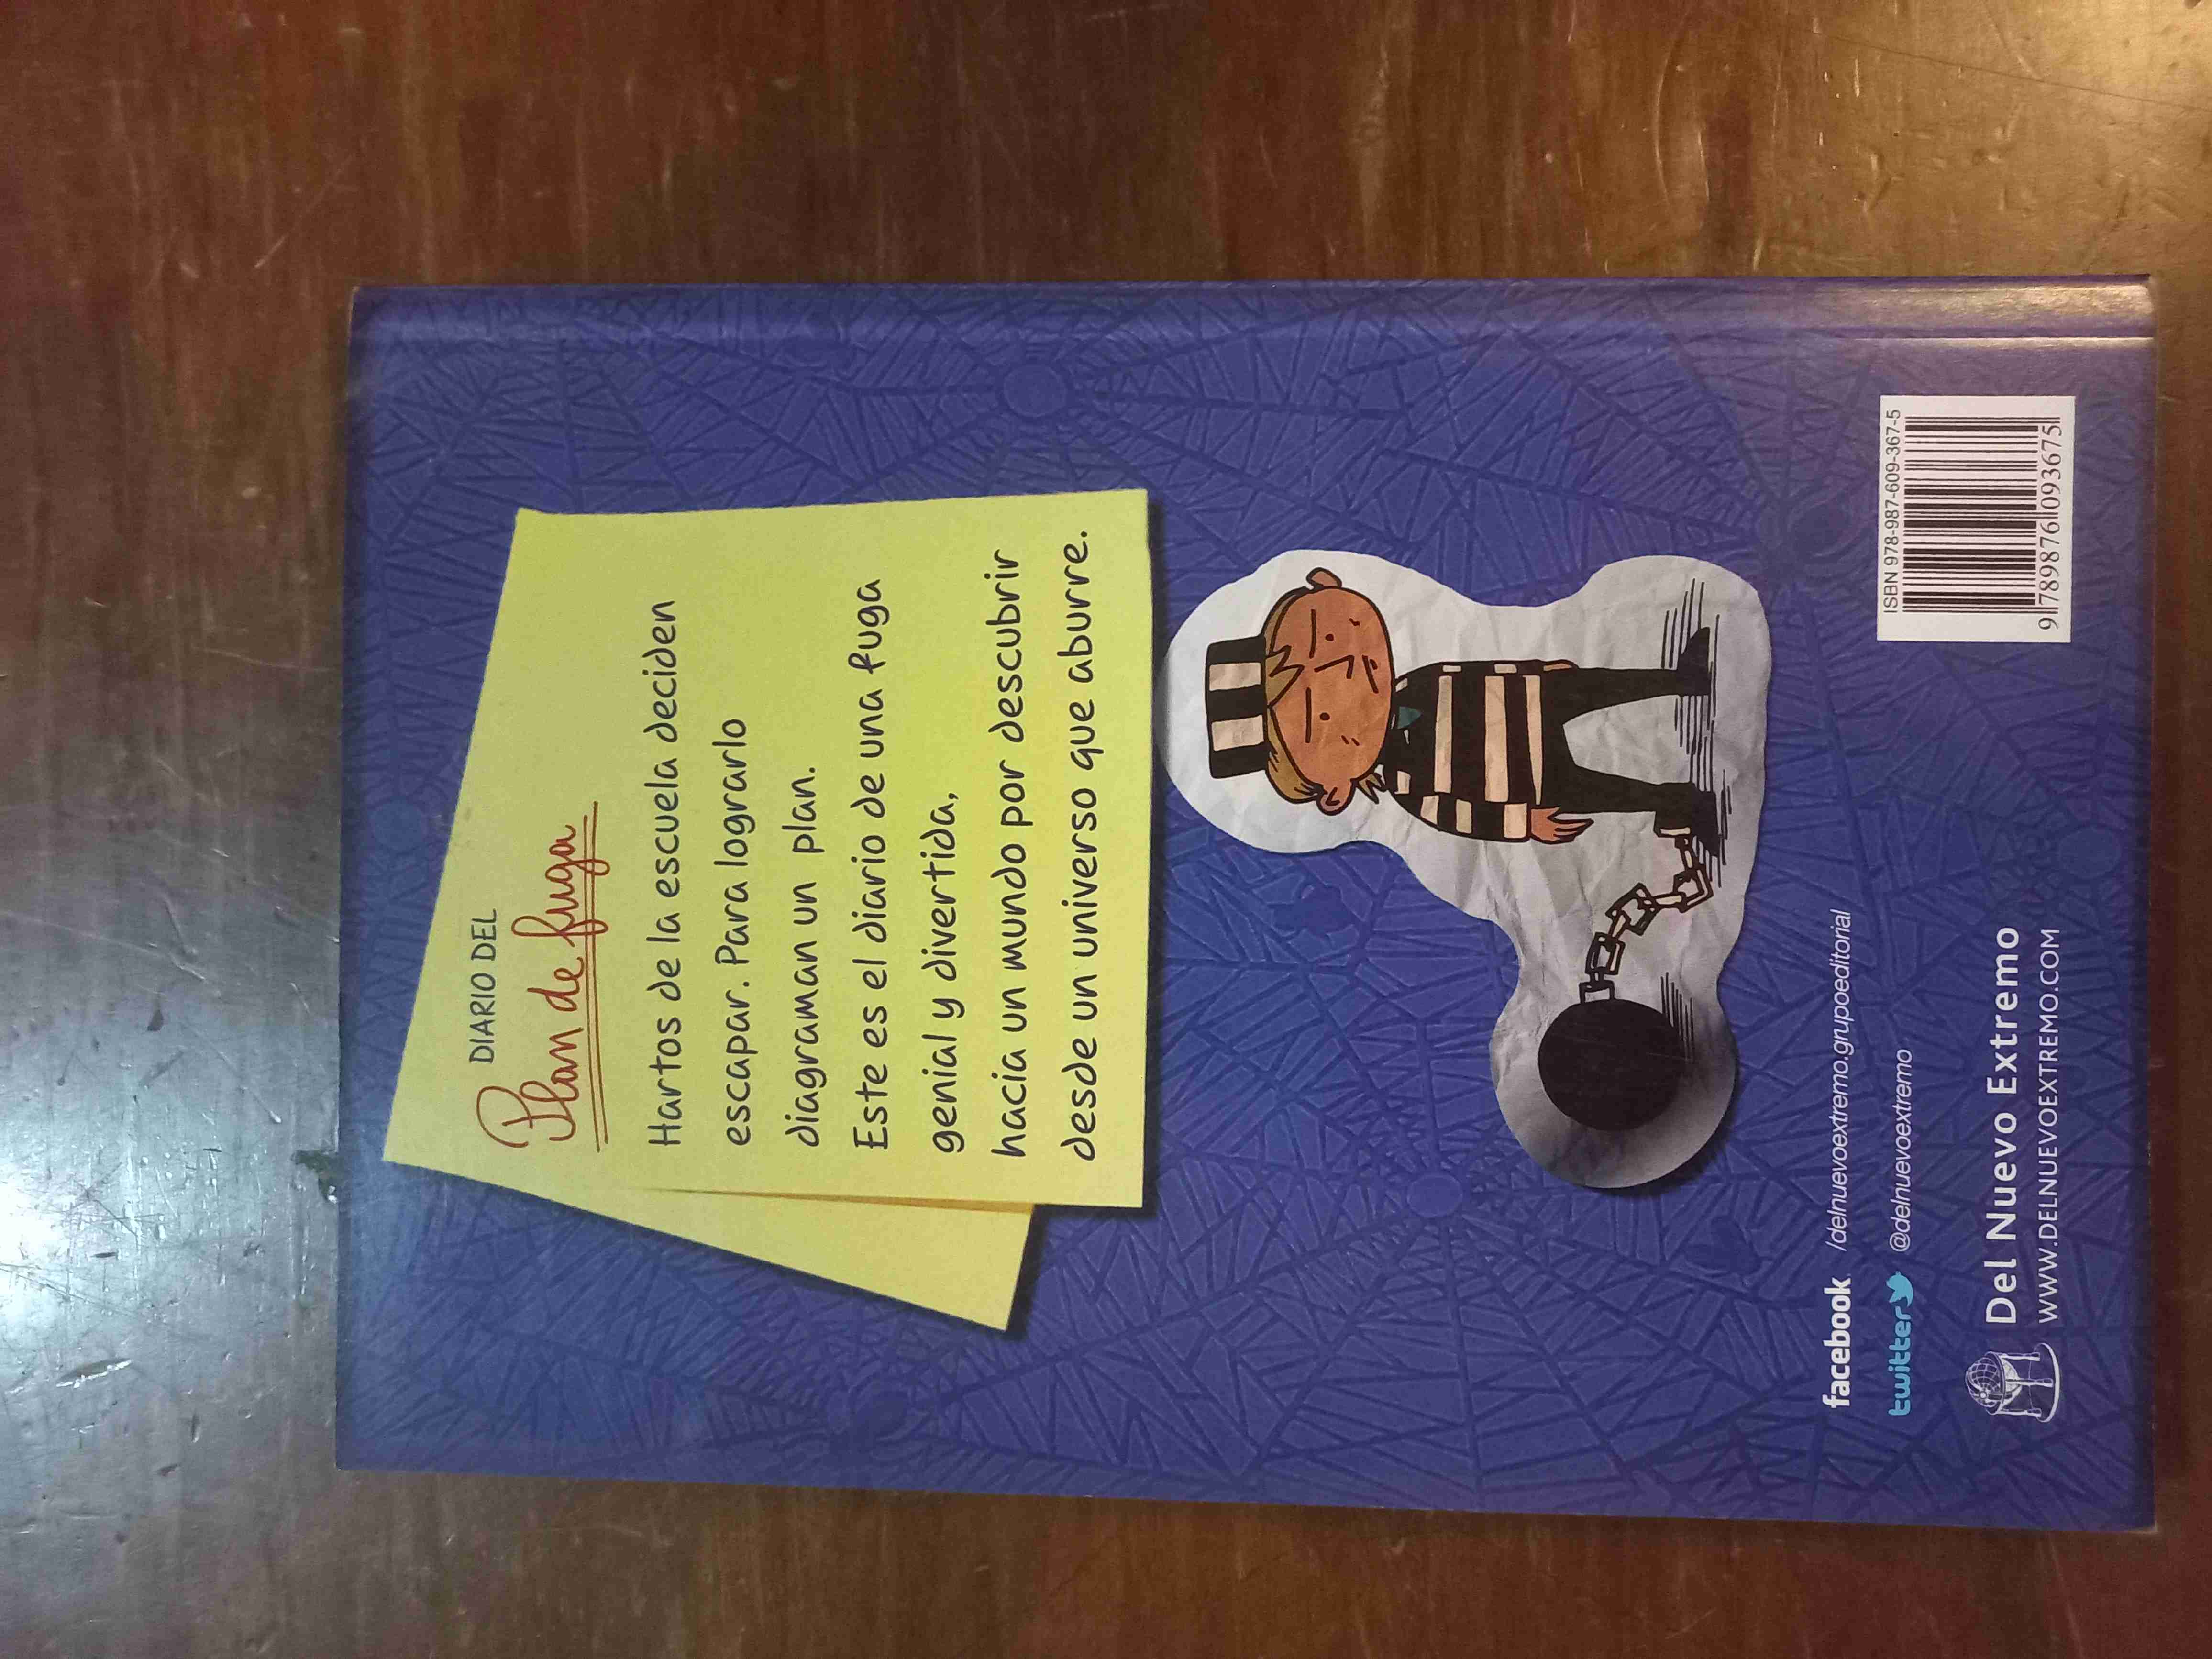 DIARIO DEL
Plan de fuga
Hartos de la escuela deciden
escapar. Para lograrlo
diagraman un plan.
Este es el diario de una fuga
genial y divertida,
hacia un mundo por descubrir
desde un universo que aburre.
facebook /delnuevoextremo.grupoeditorial
twitter @delnuevoextremo
Del Nuevo Extremo
WWW.DELNUEVOEXTREMO.COM
ISBN 978-987-609-367-5
9 789876 093675